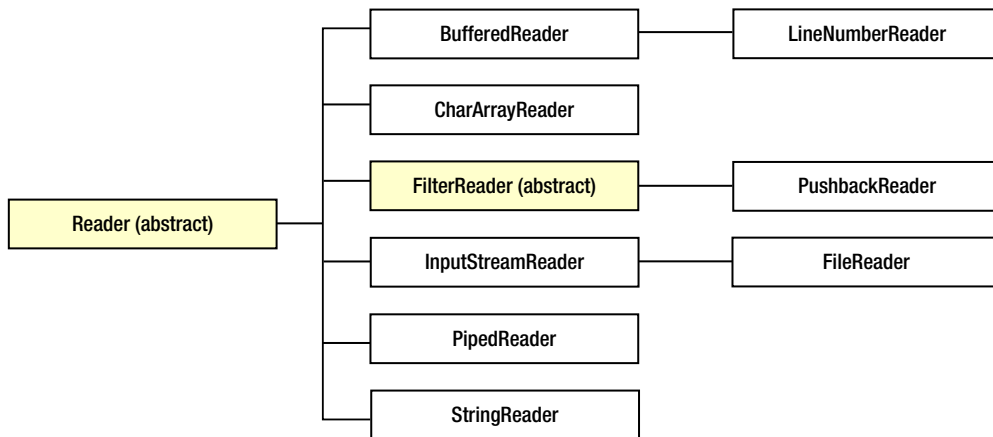 BufferedReader
LineNumberReader
CharArrayReader
FilterReader (abstract)
PushbackReader
Reader (abstract)
InputStreamReader
FileReader
PipedReader
StringReader